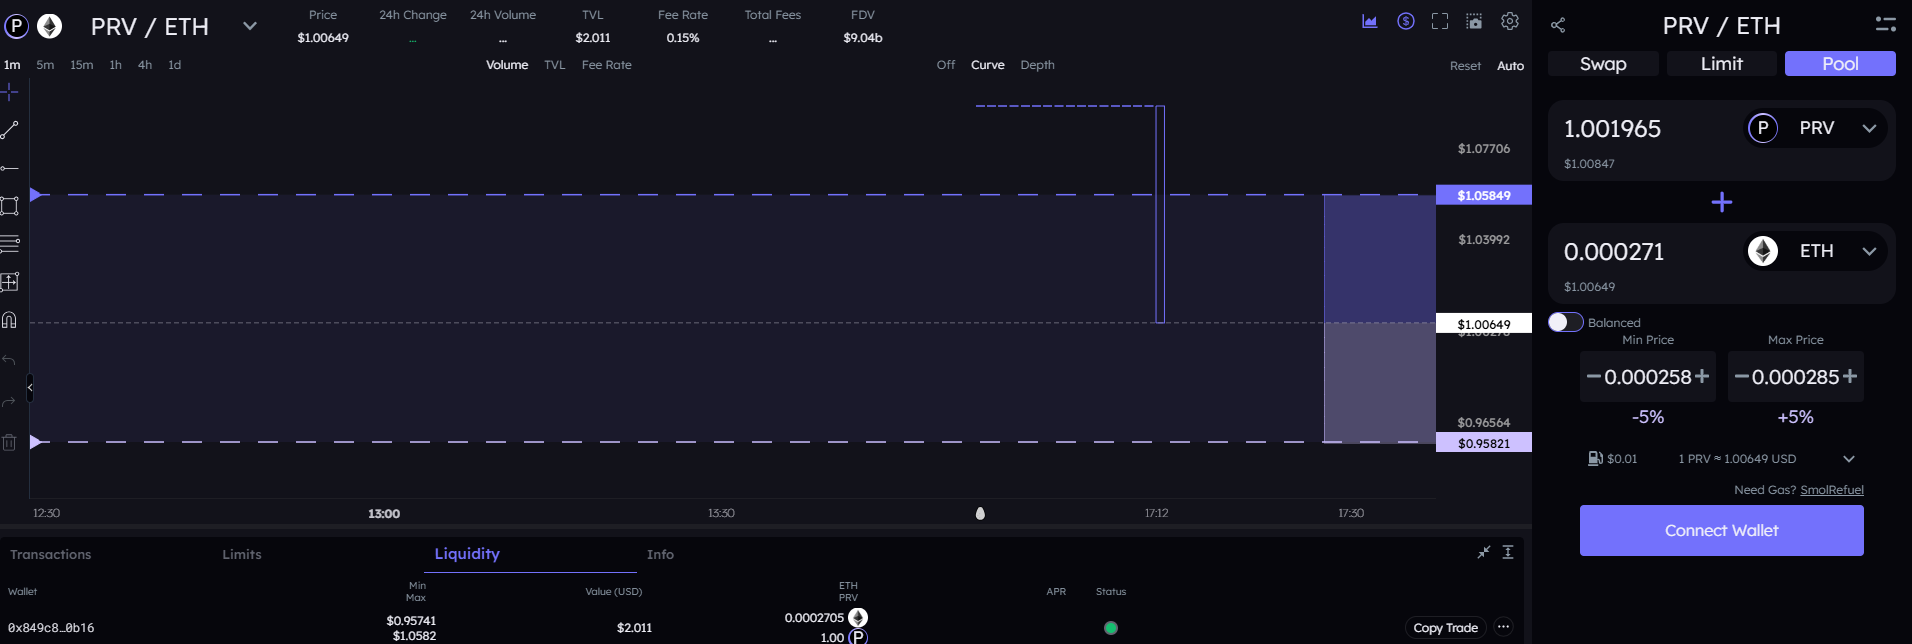 P
PRV / ETH
Price
$1.00649
24h Change
...
24h Volume
...
TVL
$2.011
Fee Rate
0.15%
Total Fees
...
FDV
$9.04b
1m 5m 15m 1h 4h 1d
Volume TVL Fee Rate
Off Curve Depth
Reset Auto
$1.07706
$1.05849
$1.03992
$1.00649
$0.96564
$0.95821
12:30 13:00 13:30 17:12 17:30
Transactions Limits Liquidity Info
Wallet
Min
Max
Value (USD)
ETH
PRV
APR
Status
0x849c8…0b16
$0.95741
$1.0582
$2.011
0.0002705
1.00 P
Copy Trade ...
PRV / ETH
Swap Limit Pool
1.001965 P PRV
$1.00847
+
0.000271 ETH
$1.00649
Balanced
Min Price Max Price
−0.000258+ −0.000285+
-5% +5%
$0.01 1 PRV ≈ 1.00649 USD
Need Gas? SmolRefuel
Connect Wallet